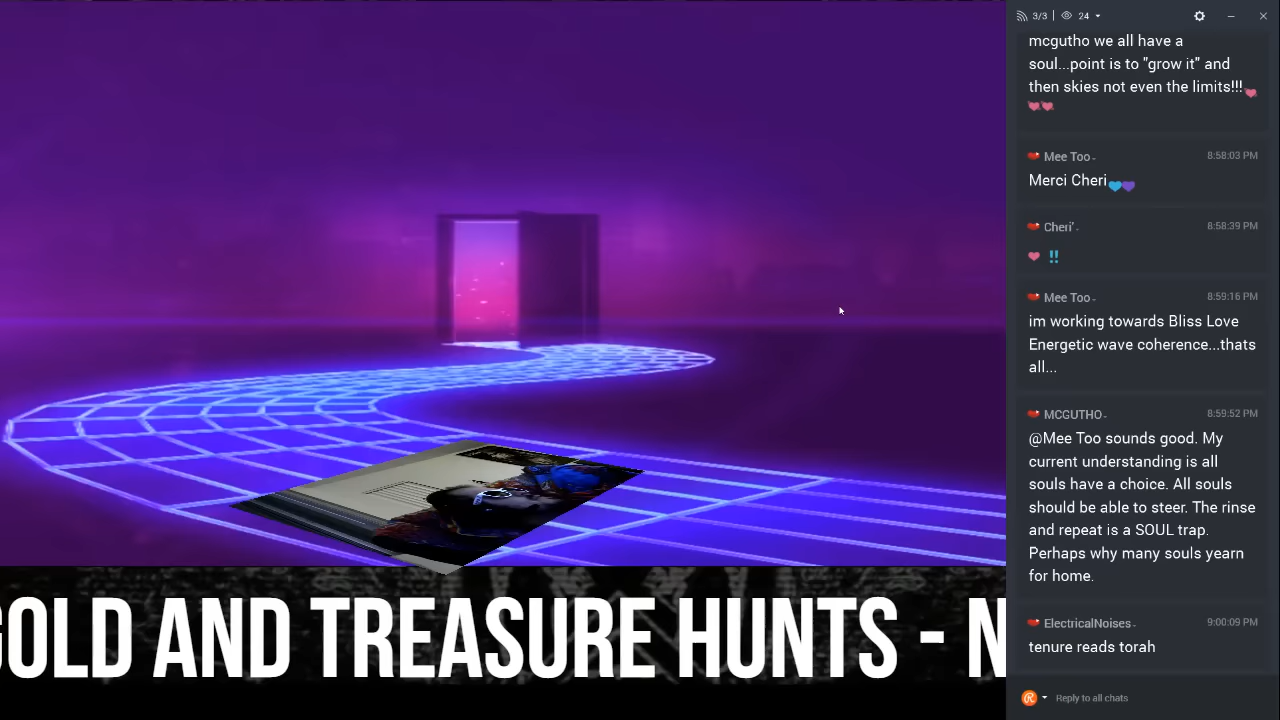 3/3 24
mcgutho we all have a
soul...point is to "grow it" and
then skies not even the limits!!!
Mee Too 8:58:03 PM
Merci Cheri
Cheri' 8:58:39 PM
!!
Mee Too 8:59:16 PM
im working towards Bliss Love
Energetic wave coherence...thats
all...
MCGUTHO 8:59:52 PM
@Mee Too sounds good. My
current understanding is all
souls have a choice. All souls
should be able to steer. The rinse
and repeat is a SOUL trap.
Perhaps why many souls yearn
for home.
ElectricalNoises 9:00:09 PM
tenure reads torah
Reply to all chats
GOLD AND TREASURE HUNTS - N